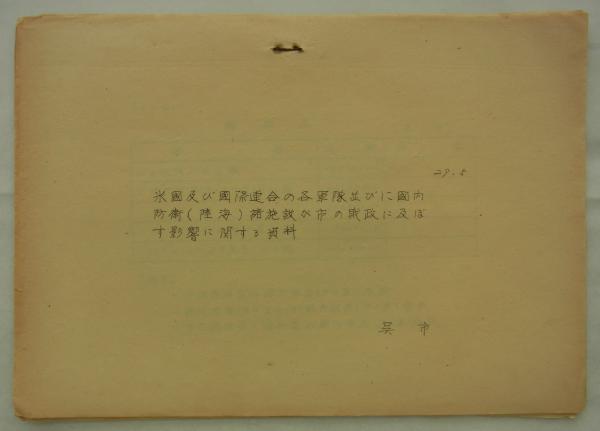 29.5
米國及び國際連合の各軍隊並びに國内
防衛(陸海)諸施設が市の財政に及ぼ
す影響に関する資料
呉市